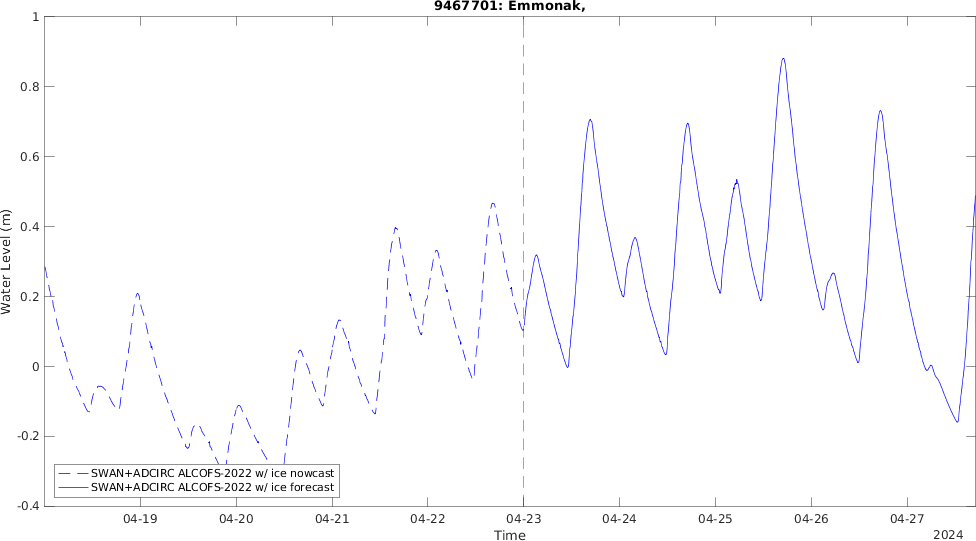 9467701: Emmonak,
1
0.8
0.6
0.4
0.2
0
-0.2
-0.4
Water Level (m)
SWAN+ADCIRC ALCOFS-2022 w/ ice nowcast
SWAN+ADCIRC ALCOFS-2022 w/ ice forecast
04-19 04-20 04-21 04-22 04-23 04-24 04-25 04-26 04-27
Time
2024